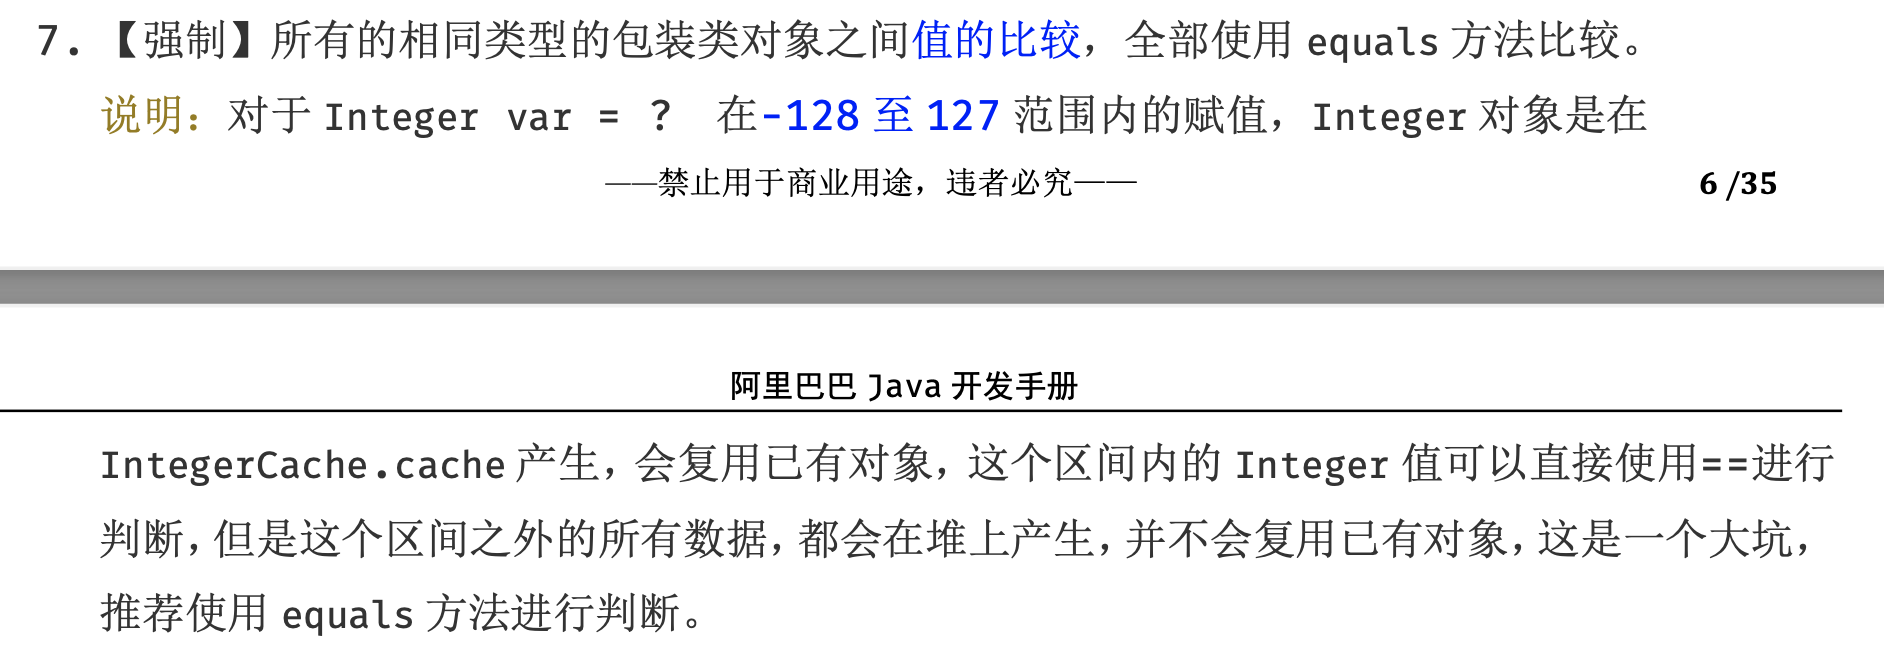 7. 【强制】所有的相同类型的包装类对象之间值的比较，全部使用 equals 方法比较。
说明：对于 Integer var = ? 在-128 至 127 范围内的赋值，Integer 对象是在
——禁止用于商业用途，违者必究—— 6 /35
阿里巴巴 Java 开发手册
IntegerCache.cache 产生，会复用已有对象，这个区间内的 Integer 值可以直接使用==进行
判断，但是这个区间之外的所有数据，都会在堆上产生，并不会复用已有对象，这是一个大坑，
推荐使用 equals 方法进行判断。